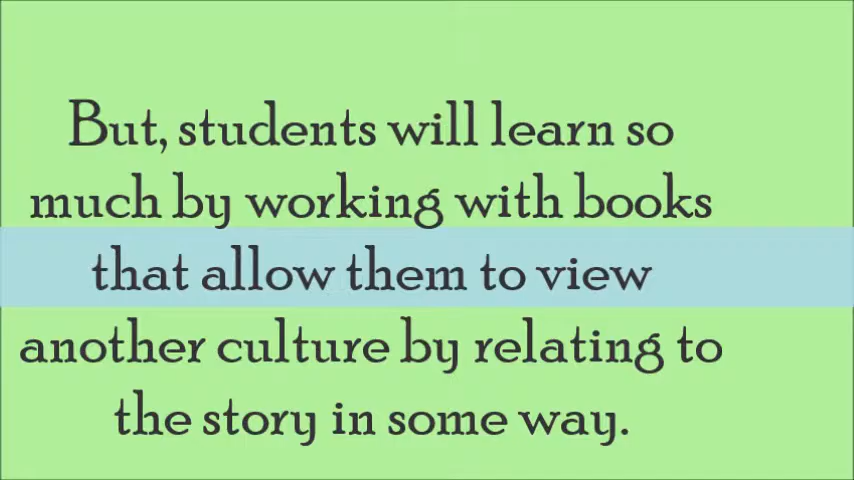 But, students will learn so
much by working with books
that allow them to view
another culture by relating to
the story in some way.